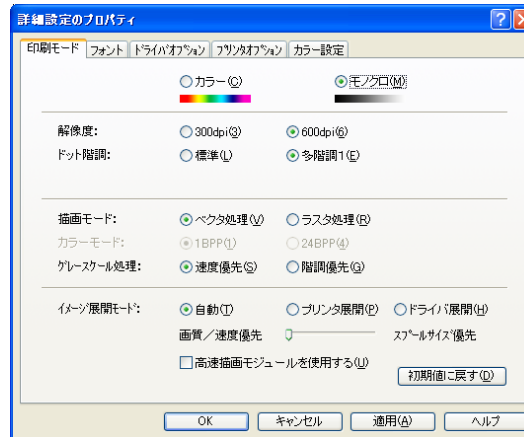 詳細設定のプロパティ
印刷モード フォント ﾄﾞﾗｲﾊﾞｵﾌﾟｼｮﾝ ﾌﾟﾘﾝﾀｵﾌﾟｼｮﾝ カラー設定
カラー(C) モノクロ(M)
解像度: 300dpi(3) 600dpi(6)
ドット階調: 標準(L) 多階調1(E)
描画モード: ベクタ処理(V) ラスタ処理(R)
カラーモード: 1BPP(1) 24BPP(4)
ｸﾞﾚｰｽｹｰﾙ処理: 速度優先(S) 階調優先(G)
ｲﾒｰｼﾞ展開ﾓｰﾄﾞ: 自動(T) プリンタ展開(P) ドライバ展開(H)
画質／速度優先 ｽﾌﾟｰﾙｻｲｽﾞ優先
高速描画モジュールを使用する(U)
初期値に戻す(D)
OK キャンセル 適用(A) ヘルプ